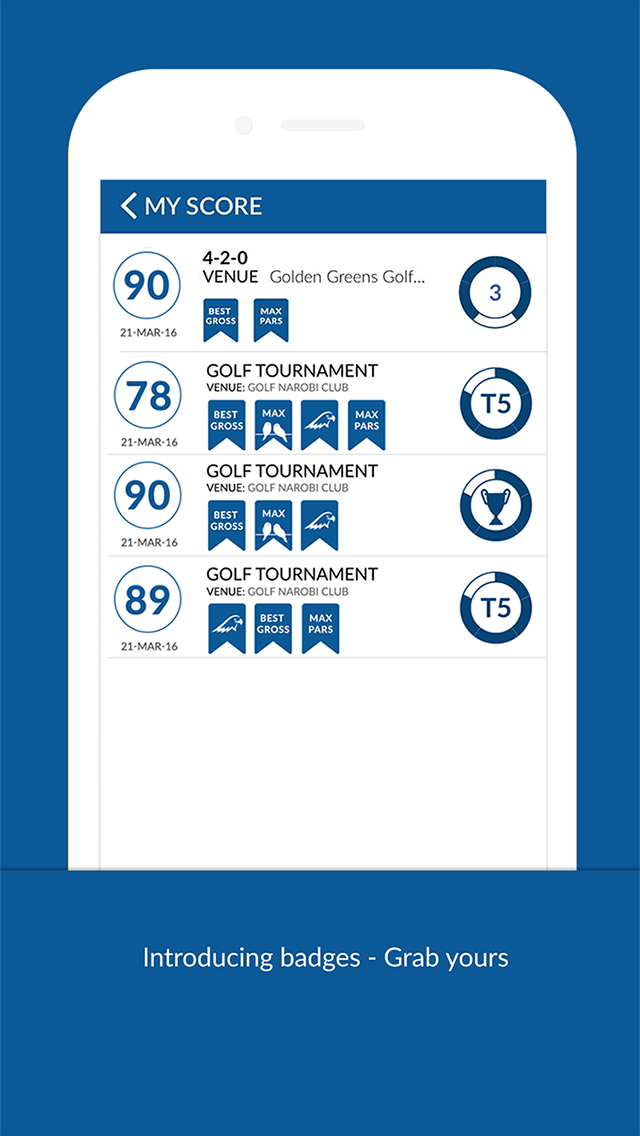 MY SCORE
90
21-MAR-16
4-2-0
VENUE Golden Greens Golf...
BEST
GROSS
MAX
PARS
3
78
21-MAR-16
GOLF TOURNAMENT
VENUE: GOLF NAROBI CLUB
BEST
GROSS
MAX
MAX
PARS
T5
90
21-MAR-16
GOLF TOURNAMENT
VENUE: GOLF NAROBI CLUB
BEST
GROSS
MAX
89
21-MAR-16
GOLF TOURNAMENT
VENUE: GOLF NAROBI CLUB
BEST
GROSS
MAX
PARS
T5
Introducing badges - Grab yours